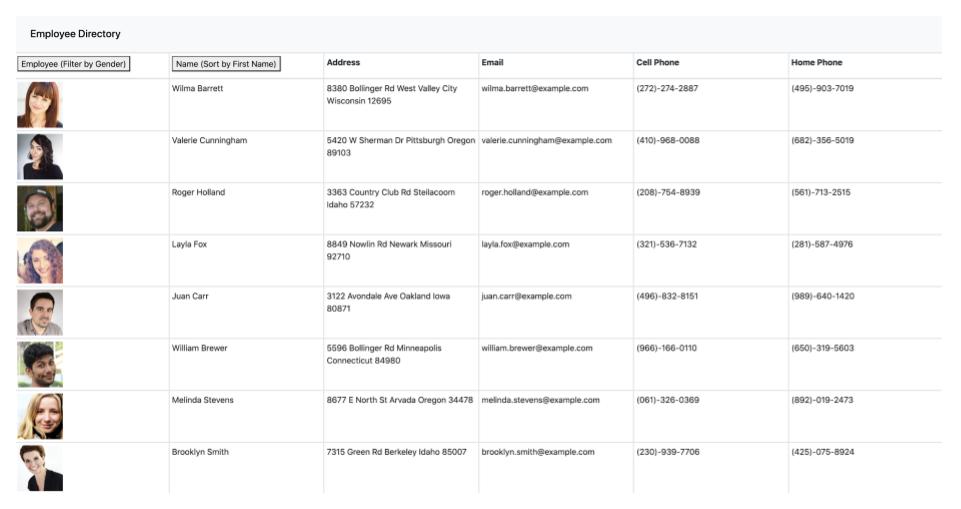 Employee Directory
Employee (Filter by Gender) Name (Sort by First Name) Address Email Cell Phone Home Phone
Wilma Barrett 8380 Bollinger Rd West Valley City wilma.barrett@example.com (272)-274-2887 (495)-903-7019
Wisconsin 12695
Valerie Cunningham 5420 W Sherman Dr Pittsburgh Oregon valerie.cunningham@example.com (410)-968-0088 (682)-356-5019
89103
Roger Holland 3363 Country Club Rd Steilacoom roger.holland@example.com (208)-754-8939 (561)-713-2515
Idaho 57232
Layla Fox 8849 Nowlin Rd Newark Missouri layla.fox@example.com (321)-536-7132 (281)-587-4976
92710
Juan Carr 3122 Avondale Ave Oakland Iowa juan.carr@example.com (496)-832-8151 (989)-640-1420
80871
William Brewer 5596 Bollinger Rd Minneapolis william.brewer@example.com (966)-166-0110 (650)-319-5603
Connecticut 84980
Melinda Stevens 8677 E North St Arvada Oregon 34478 melinda.stevens@example.com (061)-326-0369 (892)-019-2473
Brooklyn Smith 7315 Green Rd Berkeley Idaho 85007 brooklyn.smith@example.com (230)-939-7706 (425)-075-8924